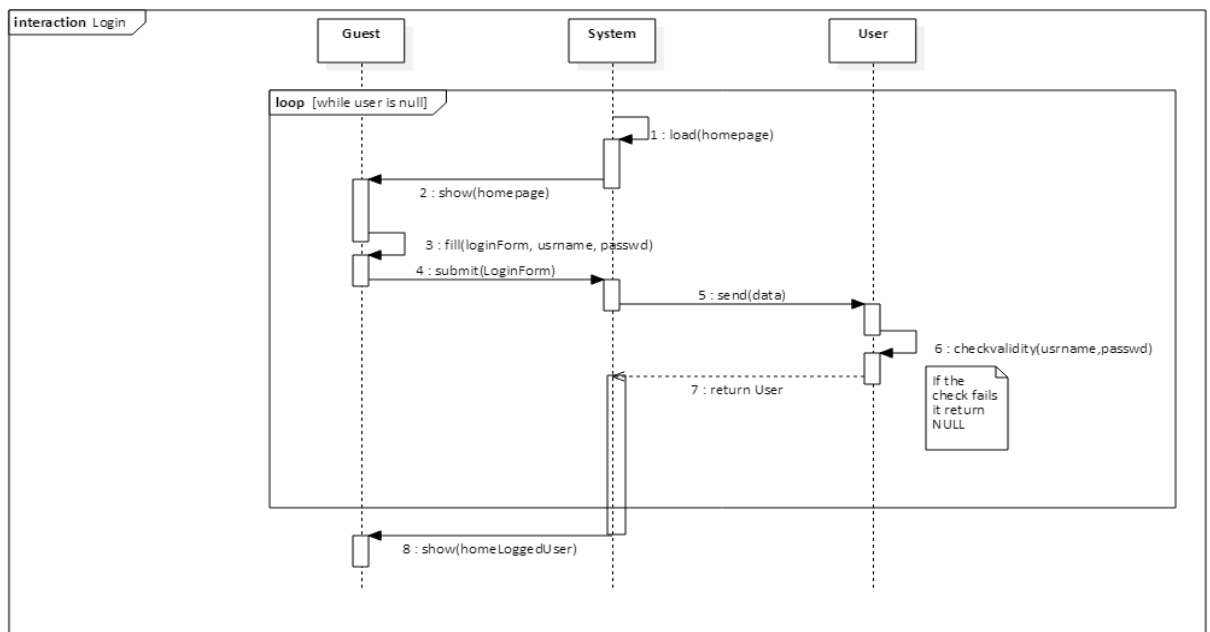 interaction Login
Guest
System
User
loop [while user is null]
1 : load(homepage)
2 : show(homepage)
3 : fill(loginForm, usrname, passwd)
4 : submit(LoginForm)
5 : send(data)
6 : checkvalidity(usrname,passwd)
7 : return User
If the
check fails
it return
NULL
8 : show(homeLoggedUser)